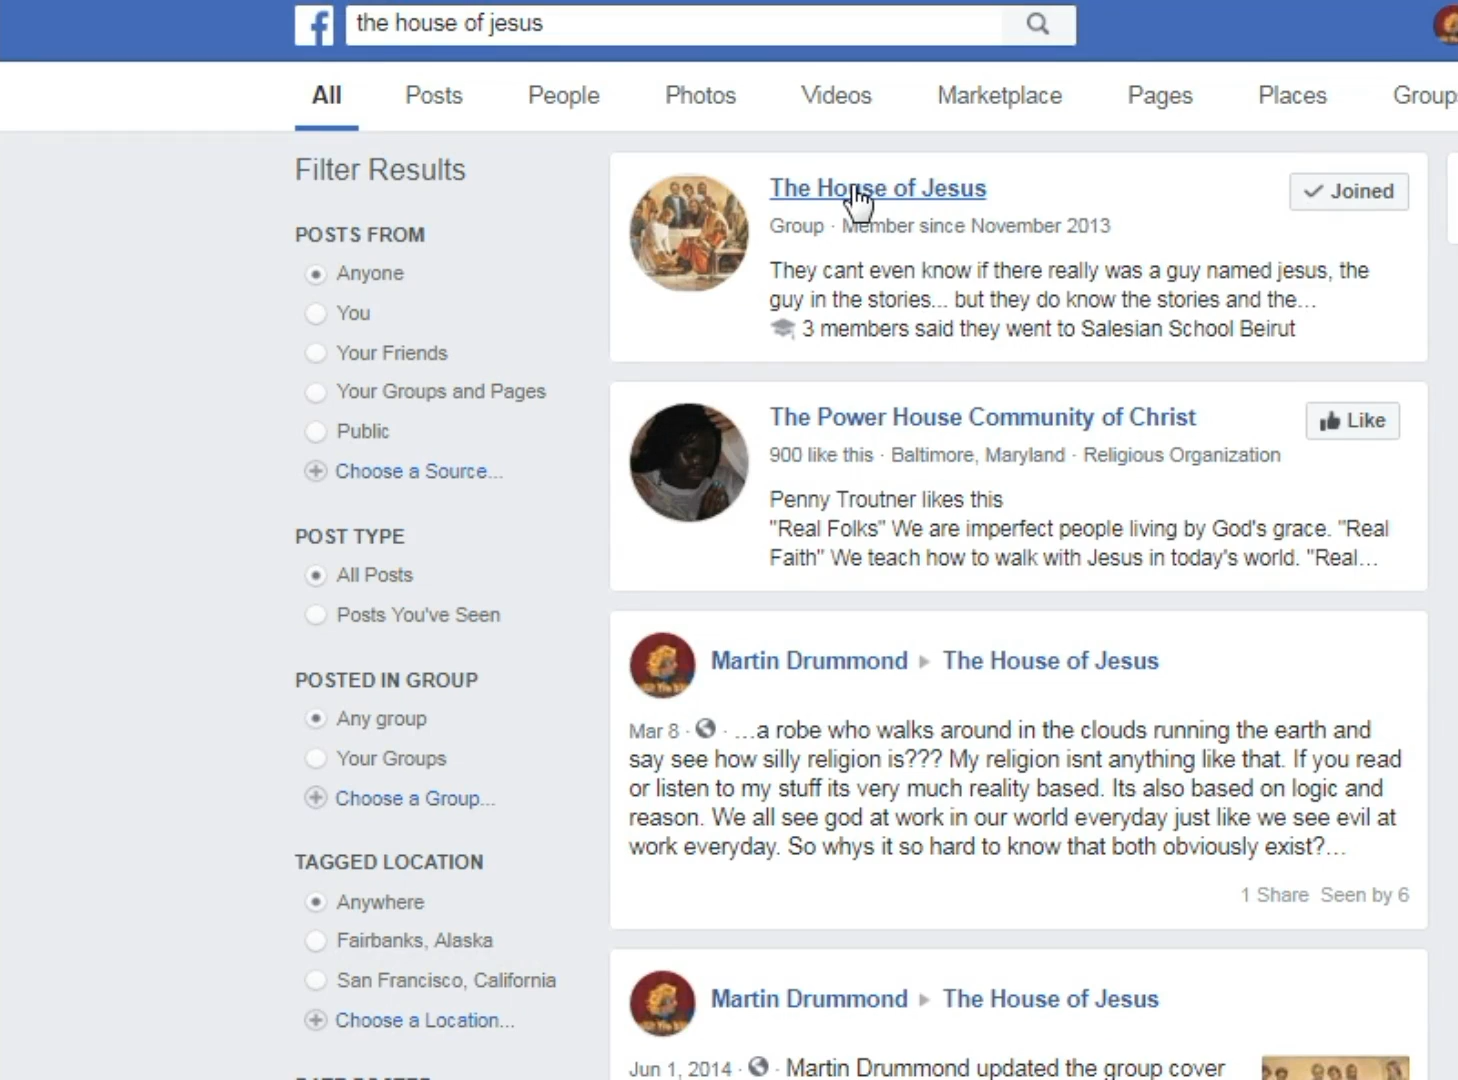 the house of jesus
All Posts People Photos Videos Marketplace Pages Places Group
Filter Results
POSTS FROM
Anyone
You
Your Friends
Your Groups and Pages
Public
Choose a Source...
POST TYPE
All Posts
Posts You've Seen
POSTED IN GROUP
Any group
Your Groups
Choose a Group...
TAGGED LOCATION
Anywhere
Fairbanks, Alaska
San Francisco, California
Choose a Location...
The House of Jesus
Joined
Group · Member since November 2013
They cant even know if there really was a guy named jesus, the
guy in the stories... but they do know the stories and the...
3 members said they went to Salesian School Beirut
The Power House Community of Christ
Like
900 like this · Baltimore, Maryland · Religious Organization
Penny Troutner likes this
"Real Folks" We are imperfect people living by God's grace. "Real
Faith" We teach how to walk with Jesus in today's world. "Real...
Martin Drummond ▸ The House of Jesus
Mar 8 · · ...a robe who walks around in the clouds running the earth and
say see how silly religion is??? My religion isnt anything like that. If you read
or listen to my stuff its very much reality based. Its also based on logic and
reason. We all see god at work in our world everyday just like we see evil at
work everyday. So whys it so hard to know that both obviously exist?...
1 Share Seen by 6
Martin Drummond ▸ The House of Jesus
Jun 1, 2014 · · Martin Drummond updated the group cover